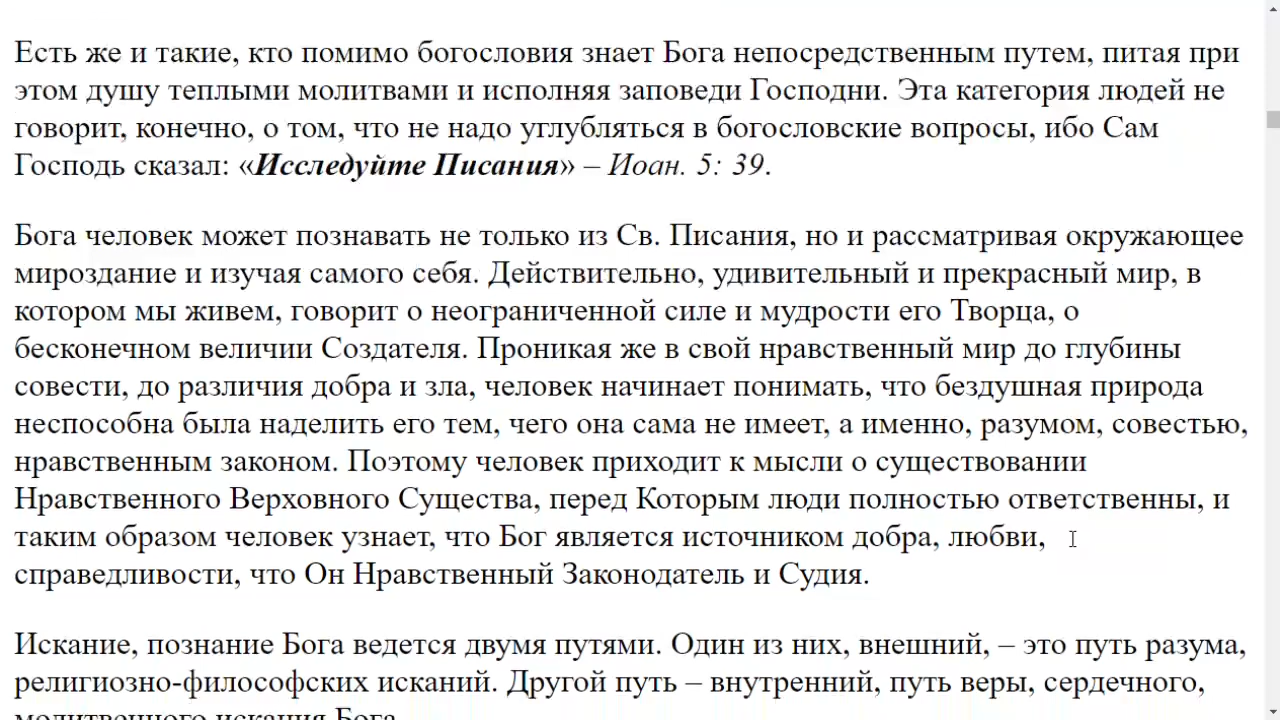 Есть же и такие, кто помимо богословия знает Бога непосредственным путем, питая при
этом душу теплыми молитвами и исполняя заповеди Господни. Эта категория людей не
говорит, конечно, о том, что не надо углубляться в богословские вопросы, ибо Сам
Господь сказал: «Исследуйте Писания» – Иоан. 5: 39.
Бога человек может познавать не только из Св. Писания, но и рассматривая окружающее
мироздание и изучая самого себя. Действительно, удивительный и прекрасный мир, в
котором мы живем, говорит о неограниченной силе и мудрости его Творца, о
бесконечном величии Создателя. Проникая же в свой нравственный мир до глубины
совести, до различия добра и зла, человек начинает понимать, что бездушная природа
неспособна была наделить его тем, чего она сама не имеет, а именно, разумом, совестью,
нравственным законом. Поэтому человек приходит к мысли о существовании
Нравственного Верховного Существа, перед Которым люди полностью ответственны, и
таким образом человек узнает, что Бог является источником добра, любви,
справедливости, что Он Нравственный Законодатель и Судия.
Искание, познание Бога ведется двумя путями. Один из них, внешний, – это путь разума,
религиозно-философских исканий. Другой путь – внутренний, путь веры, сердечного,
молитвенного искания Бога.